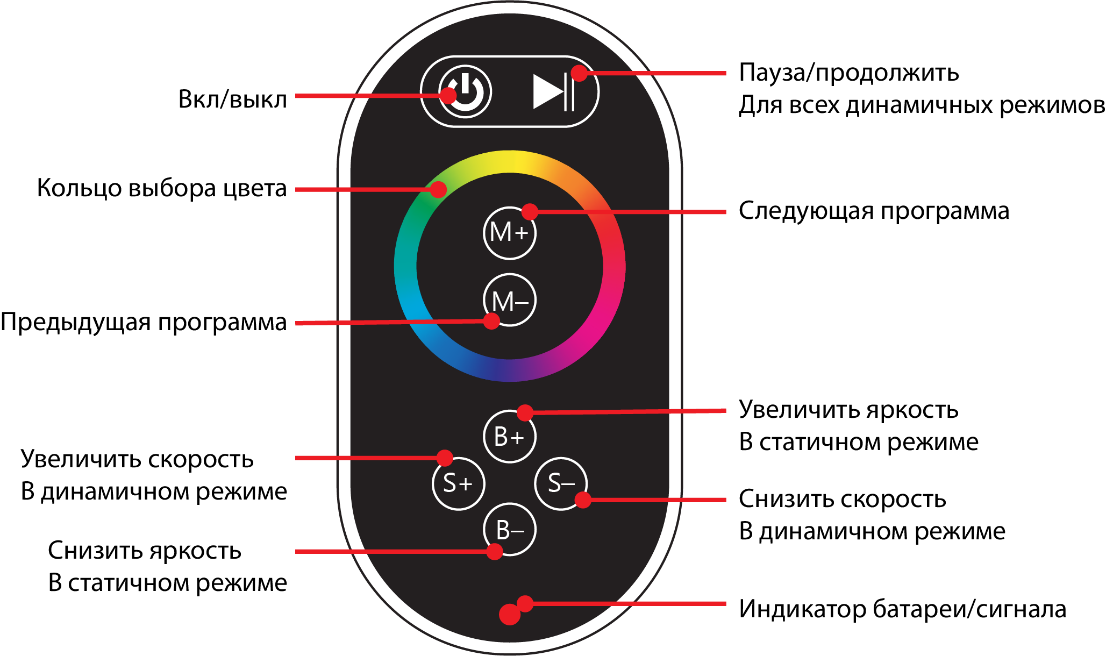 Вкл/выкл
Пауза/продолжить
Для всех динамичных режимов
Кольцо выбора цвета
M+
Следующая программа
M–
Предыдущая программа
B+
Увеличить яркость
В статичном режиме
Увеличить скорость
В динамичном режиме
S+
S–
Снизить скорость
В динамичном режиме
B–
Снизить яркость
В статичном режиме
Индикатор батареи/сигнала